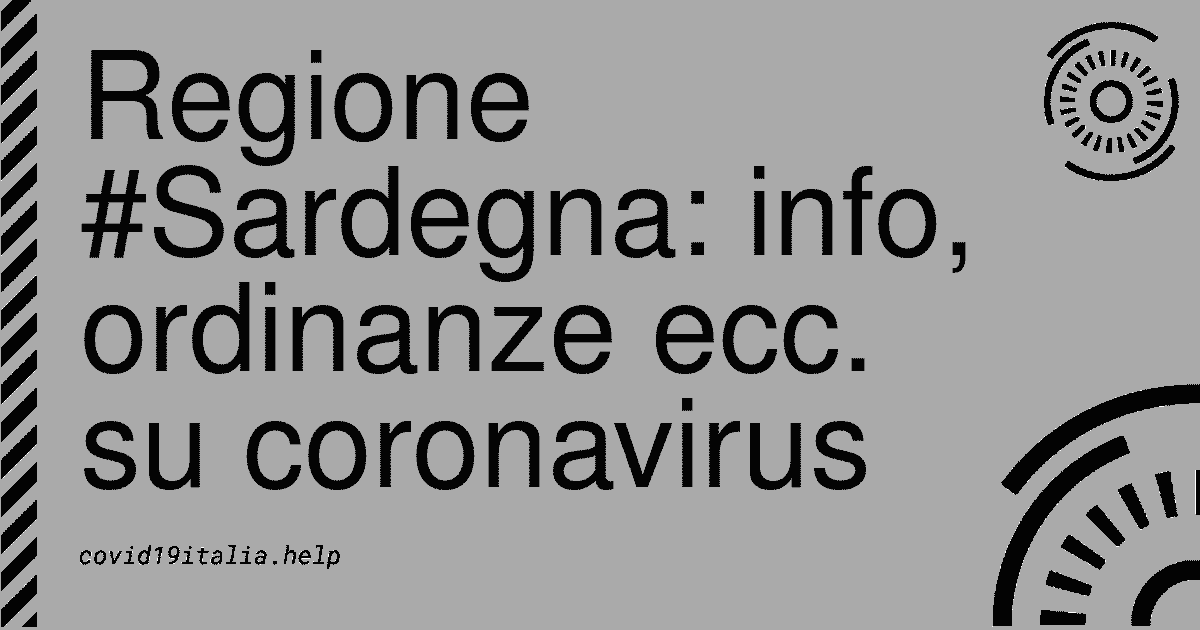 Regione
#Sardegna: info,
ordinanze ecc.
su coronavirus
covid19italia.help